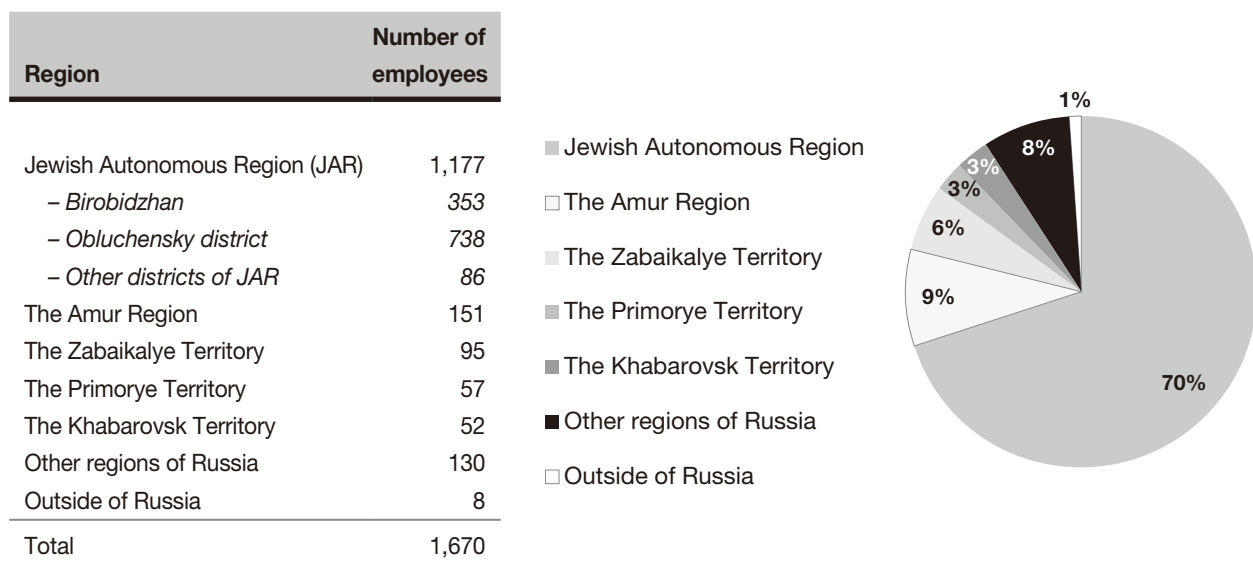 Region
Number of
employees
Jewish Autonomous Region (JAR) 1,177
– Birobidzhan 353
– Obluchensky district 738
– Other districts of JAR 86
The Amur Region 151
The Zabaikalye Territory 95
The Primorye Territory 57
The Khabarovsk Territory 52
Other regions of Russia 130
Outside of Russia 8
Total 1,670
Jewish Autonomous Region
The Amur Region
The Zabaikalye Territory
The Primorye Territory
The Khabarovsk Territory
Other regions of Russia
Outside of Russia
1%
8%
3%
3%
6%
9%
70%